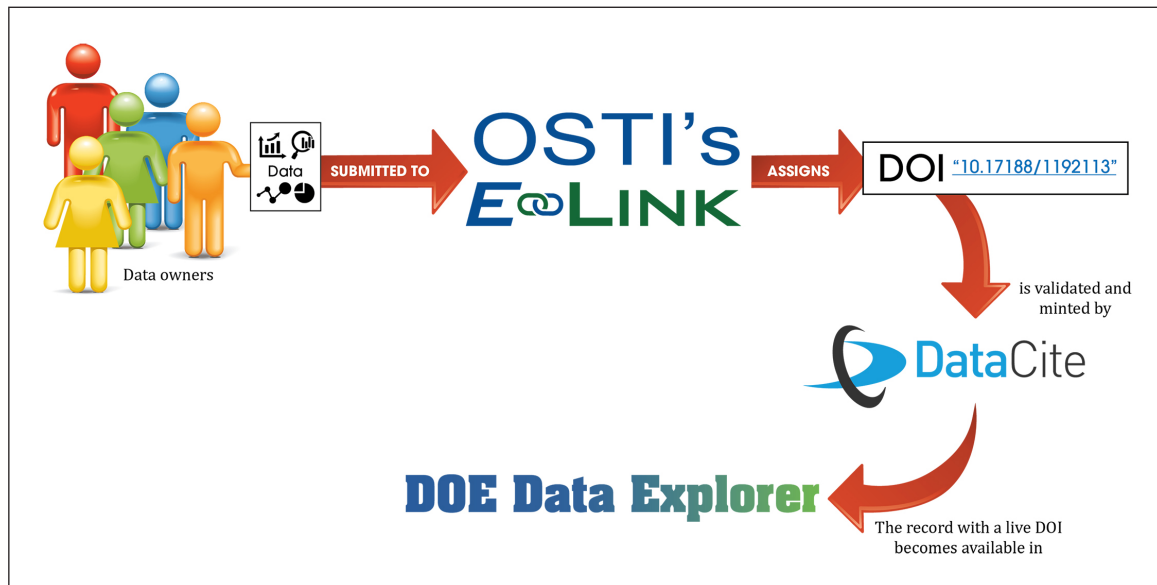 Data
Data owners
SUBMITTED TO
OSTI's
E LINK
ASSIGNS
DOI "10.17188/1192113"
is validated and
minted by
DataCite
The record with a live DOI
becomes available in
DOE Data Explorer